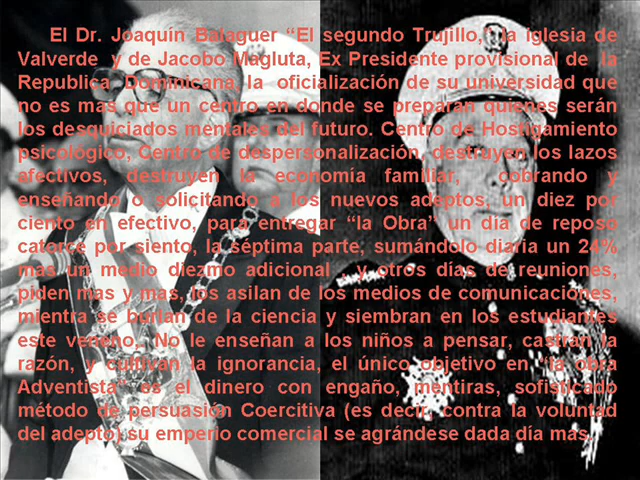 El Dr. Joaquín Balaguer “El segundo Trujillo,” la iglesia de
Valverde y de Jacobo Magluta, Ex Presidente provisional de la
Republica Dominicana, la oficialización de su universidad que
no es mas que un centro en donde se preparan quienes serán
los desquiciados mentales del futuro. Centro de Hostigamiento
psicológico, Centro de despersonalización, destruyen los lazos
afectivos, destruyen la economía familiar, cobrando y
enseñando o solicitando a los nuevos adeptos, un diez por
ciento en efectivo, para entregar “la Obra” un día de reposo
catorce por siento, la séptima parte, sumándolo diaria un 24%
mas un medio diezmo adicional , y otros días de reuniones,
piden mas y mas, los asilan de los medios de comunicaciones,
mientra se burlan de la ciencia y siembran en los estudiantes
este veneno,. No le enseñan a los niños a pensar, castran la
razón, y cultivan la ignorancia, el único objetivo en “la obra
Adventista” es el dinero con engaño, mentiras, sofisticado
método de persuasión Coercitiva (es decir, contra la voluntad
del adepto) su emperio comercial se agrándese dada día más.